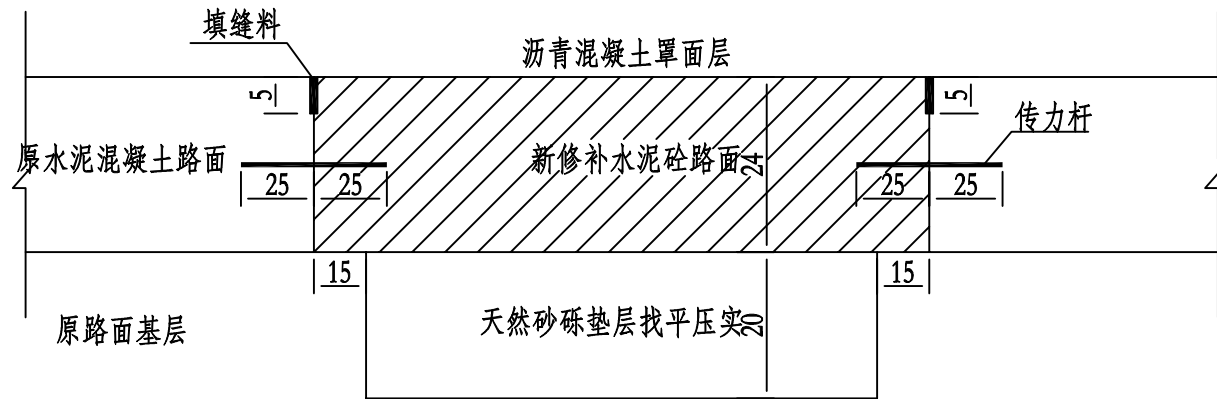 填缝料
沥青混凝土罩面层
5
5
传力杆
原水泥混凝土路面
新修补水泥砼路面
24
25
25
25
25
15
15
原路面基层
天然砂砾垫层找平压实
20